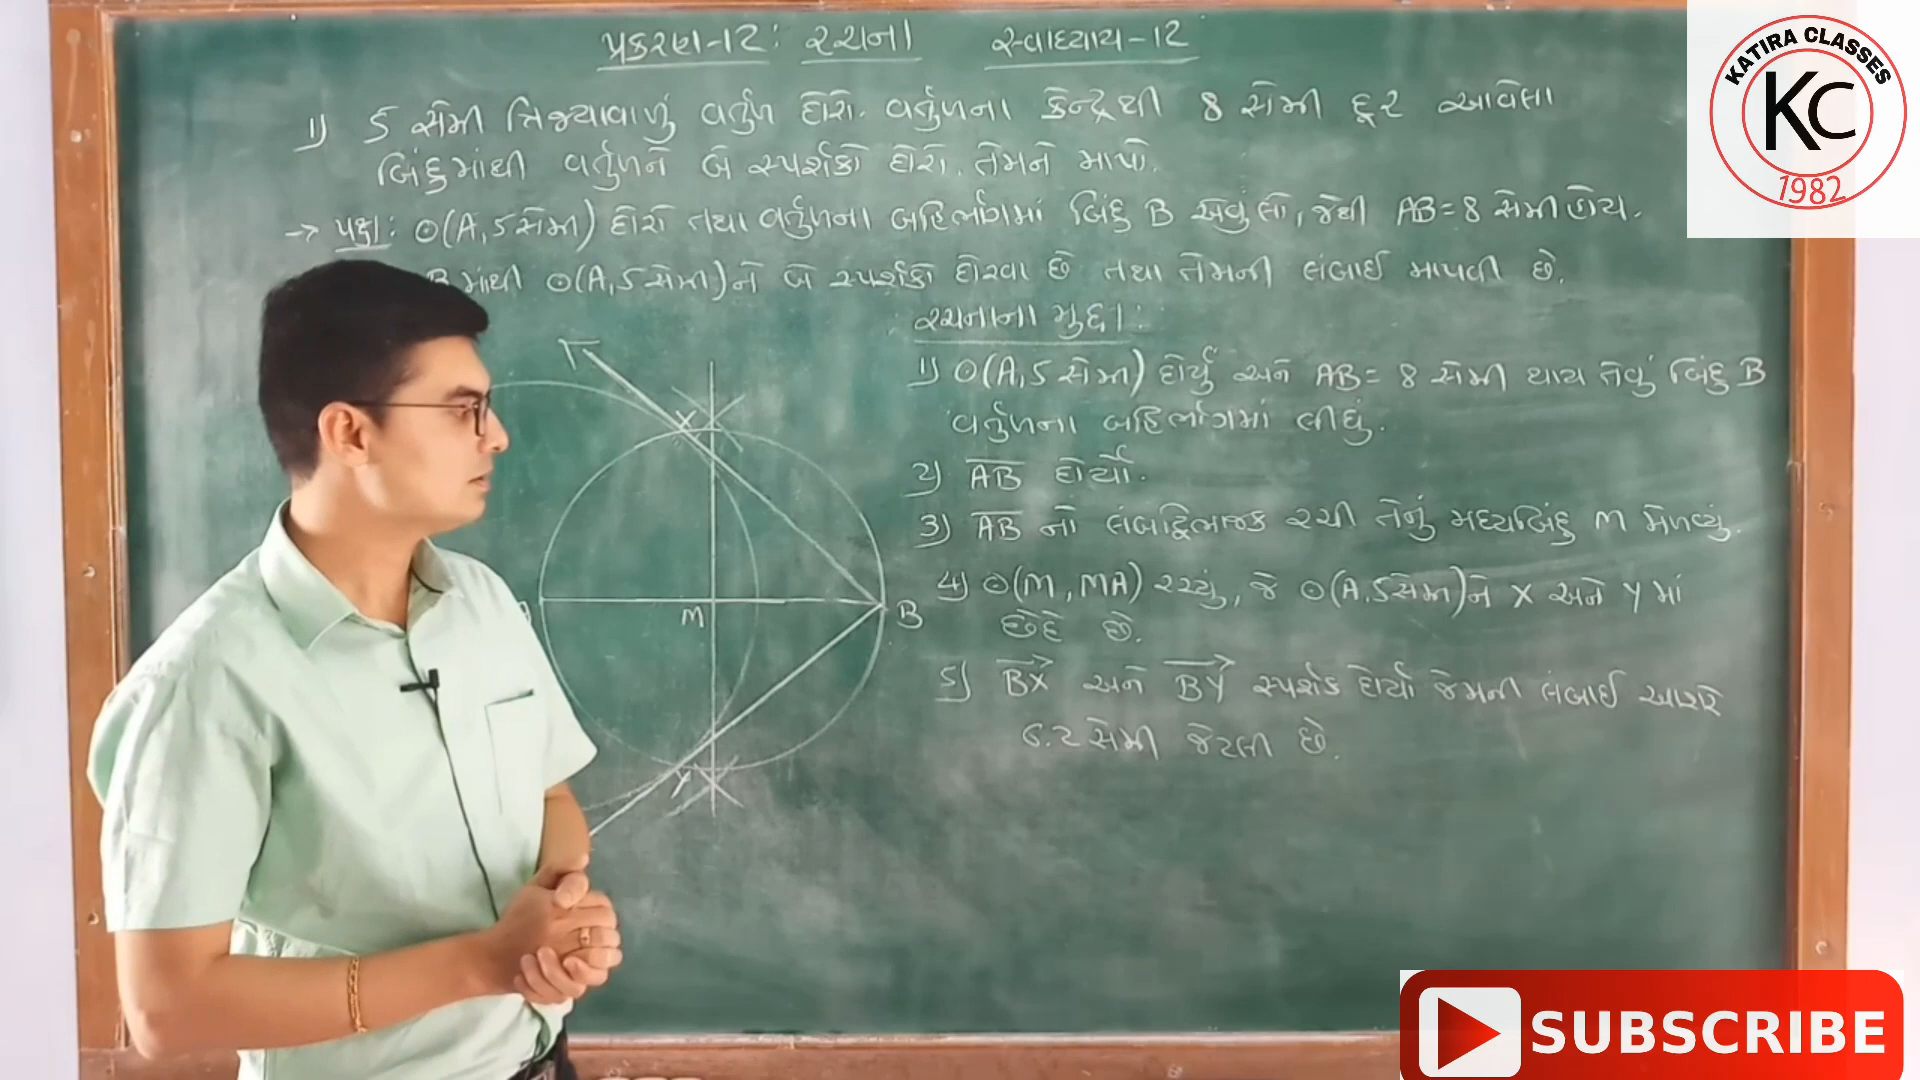 પ્રકરણ-12: રચના સ્વાધ્યાય-12
1) 5 સેમી ત્રિજ્યાવાળું વર્તુળ દોરો. વર્તુળના કેન્દ્રથી 8 સેમી દૂર આવેલા
બિંદુમાંથી વર્તુળને બે સ્પર્શકો દોરો. તેમને માપો.
→ પક્ષ: ⊙(A, 5 સેમી) દોરો તથા વર્તુળના બહિર્ભાગમાં બિંદુ B એવું લો, જેથી AB = 8 સેમી હોય.
B માંથી ⊙(A, 5 સેમી)ને બે સ્પર્શકો દોરવા છે તથા તેમની લંબાઈ માપવી છે.
રચનાના મુદ્દા:
1) ⊙(A, 5 સેમી) દોર્યું અને AB = 8 સેમી થાય તેવું બિંદુ B
વર્તુળના બહિર્ભાગમાં લીધું.
2) A̅B̅ દોર્યો.
3) A̅B̅ નો લંબદ્વિભાજક રચી તેનું મધ્યબિંદુ M મેળવ્યું.
4) ⊙(M, MA) રચ્યું, જે ⊙(A, 5 સેમી)ને X અને Y માં
છેદે છે.
5) BX→ અને BY→ સ્પર્શક દોર્યા જેમની લંબાઈ આશરે
6.2 સેમી જેટલી છે.
X
A M B
Y
KATIRA CLASSES
KC
1982
SUBSCRIBE